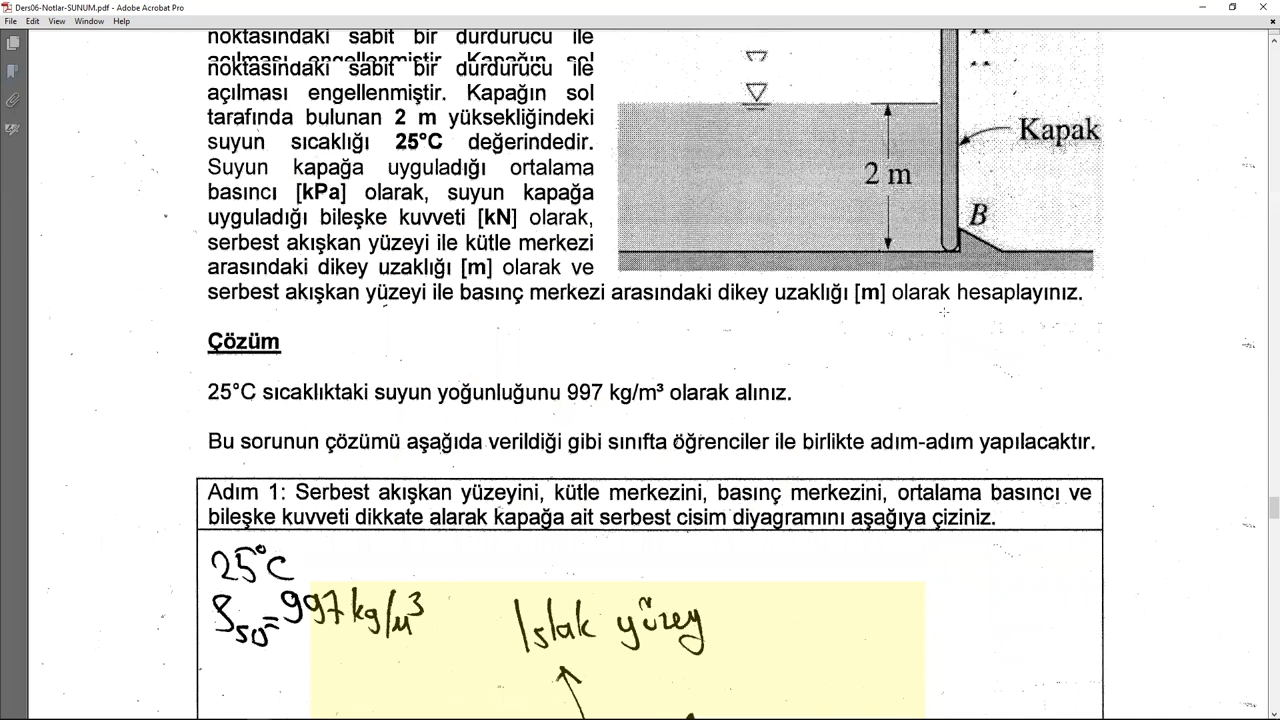 Ders06-Notlar-SUNUM.pdf - Adobe Acrobat Pro
File Edit View Window Help
noktasındaki sabit bir durdurucu ile
açılması engellenmiştir. Kapağın sol
noktasındaki sabit bir durdurucu ile
açılması engellenmiştir. Kapağın sol
tarafında bulunan 2 m yüksekliğindeki
suyun sıcaklığı 25°C değerindedir.
Suyun kapağa uyguladığı ortalama
basıncı [kPa] olarak, suyun kapağa
uyguladığı bileşke kuvveti [kN] olarak,
serbest akışkan yüzeyi ile kütle merkezi
arasındaki dikey uzaklığı [m] olarak ve
serbest akışkan yüzeyi ile basınç merkezi arasındaki dikey uzaklığı [m] olarak hesaplayınız.
Kapak
2 m
B
Çözüm
25°C sıcaklıktaki suyun yoğunluğunu 997 kg/m³ olarak alınız.
Bu sorunun çözümü aşağıda verildiği gibi sınıfta öğrenciler ile birlikte adım-adım yapılacaktır.
Adım 1: Serbest akışkan yüzeyini, kütle merkezini, basınç merkezini, ortalama basıncı ve
bileşke kuvveti dikkate alarak kapağa ait serbest cisim diyagramını aşağıya çiziniz.
25°C
ρsu = 997 kg/m³
Islak yüzey